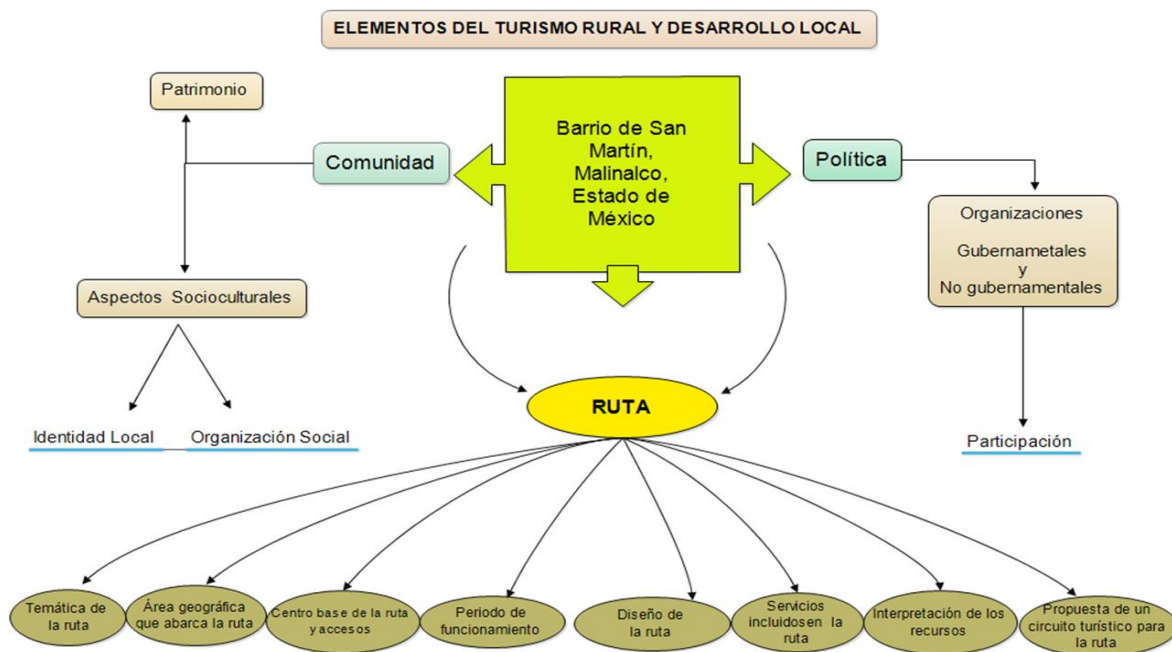 ELEMENTOS DEL TURISMO RURAL Y DESARROLLO LOCAL
Patrimonio
Comunidad
Barrio de San
Martín,
Malinalco,
Estado de
México
Política
Organizaciones
Gubernametales
y
No gubernamentales
Aspectos Socioculturales
Identidad Local
Organización Social
RUTA
Participación
Temática de
la ruta
Área geográfica
que abarca la ruta
Centro base de la ruta
y accesos
Periodo de
funcionamiento
Diseño de
la ruta
Servicios
incluidosen la
ruta
Interpretación de los
recursos
Propuesta de un
circuito turístico para
la ruta